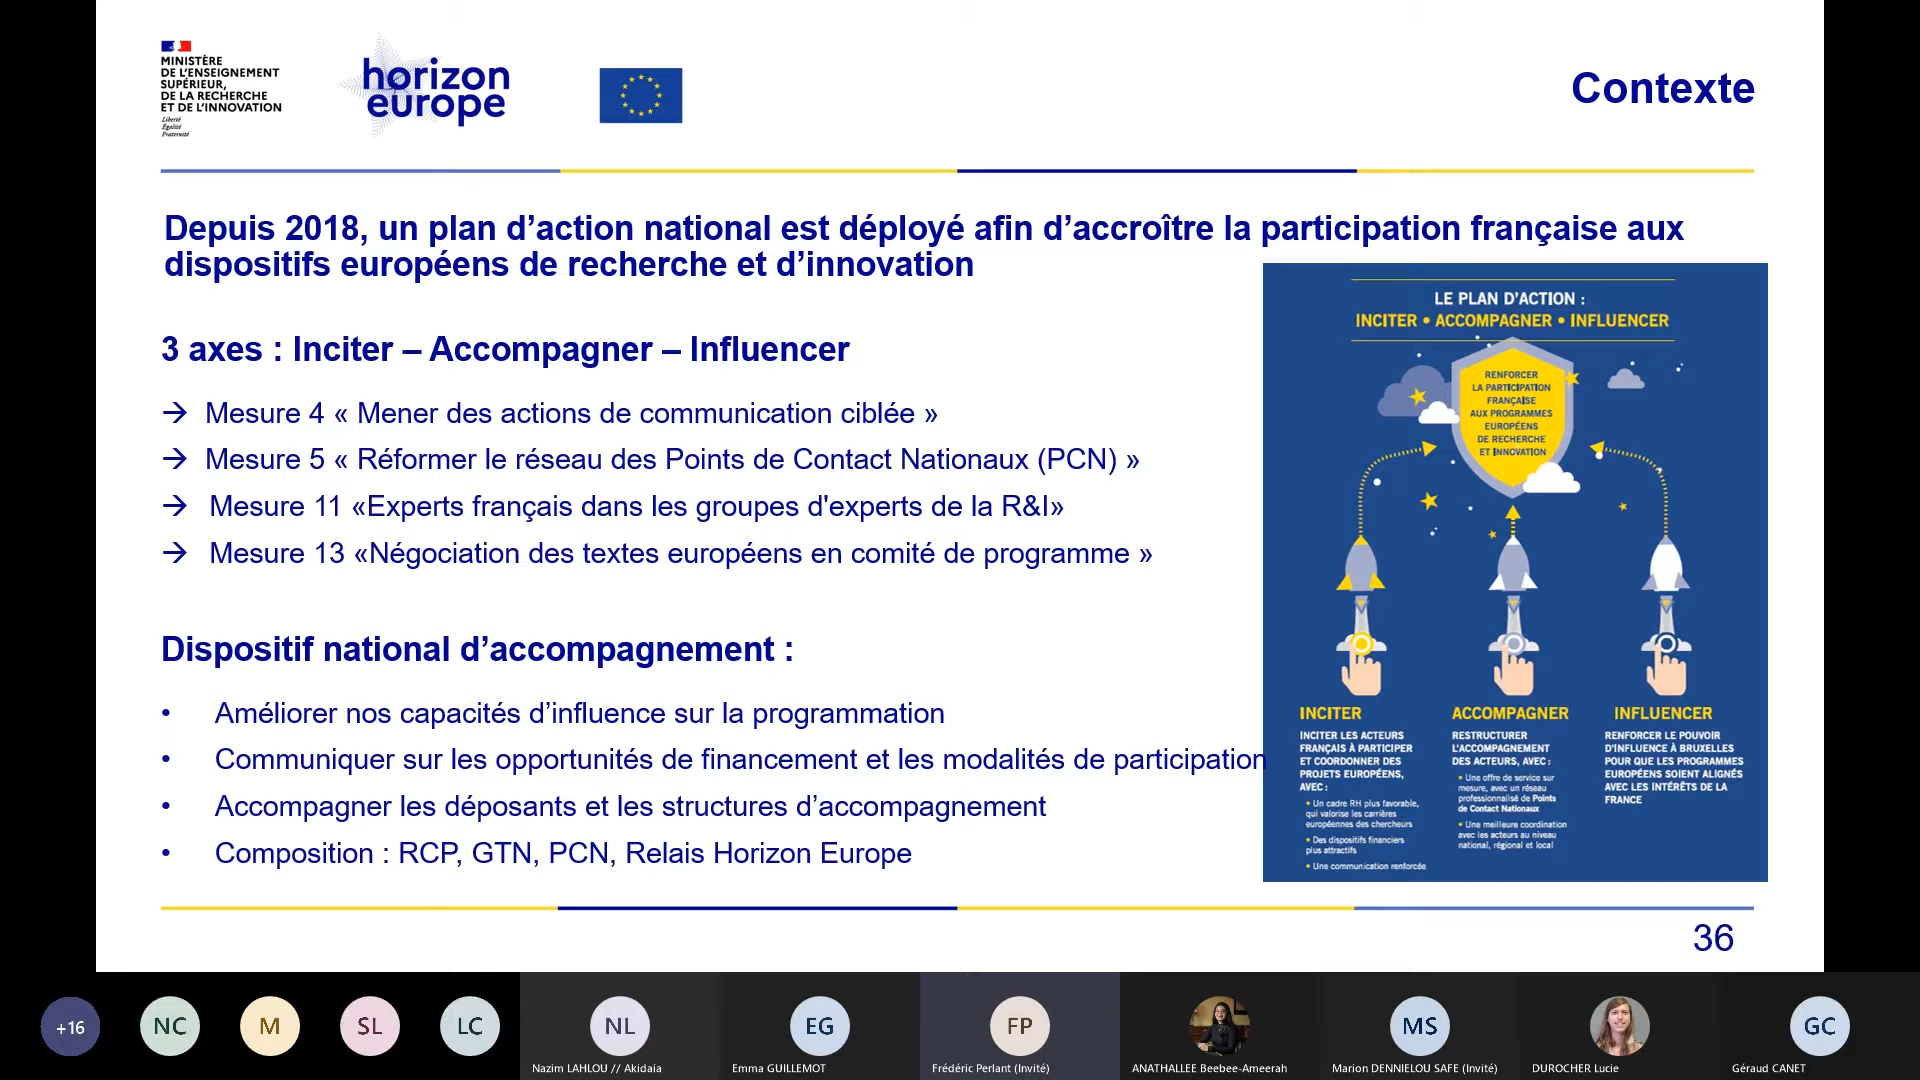 MINISTÈRE
DE L'ENSEIGNEMENT
SUPÉRIEUR,
DE LA RECHERCHE
ET DE L'INNOVATION
Liberté
Égalité
Fraternité
horizon
europe
Contexte
Depuis 2018, un plan d’action national est déployé afin d’accroître la participation française aux
dispositifs européens de recherche et d’innovation
3 axes : Inciter – Accompagner – Influencer
→ Mesure 4 « Mener des actions de communication ciblée »
→ Mesure 5 « Réformer le réseau des Points de Contact Nationaux (PCN) »
→ Mesure 11 «Experts français dans les groupes d'experts de la R&I»
→ Mesure 13 «Négociation des textes européens en comité de programme »
Dispositif national d’accompagnement :
• Améliorer nos capacités d’influence sur la programmation
• Communiquer sur les opportunités de financement et les modalités de participation
• Accompagner les déposants et les structures d’accompagnement
• Composition : RCP, GTN, PCN, Relais Horizon Europe
LE PLAN D'ACTION :
INCITER • ACCOMPAGNER • INFLUENCER
RENFORCER
LA PARTICIPATION
FRANÇAISE
AUX PROGRAMMES
EUROPÉENS
DE RECHERCHE
ET INNOVATION
INCITER
INCITER LES ACTEURS
FRANÇAIS À PARTICIPER
ET COORDONNER DES
PROJETS EUROPÉENS,
AVEC :
• Un cadre RH plus favorable,
qui valorise les carrières
européennes des chercheurs
• Des dispositifs financiers
plus attractifs
• Une communication renforcée
ACCOMPAGNER
RESTRUCTURER
L'ACCOMPAGNEMENT
DES ACTEURS, AVEC :
• Une offre de service sur
mesure, avec un réseau
professionnalisé de Points
de Contact Nationaux
• Une meilleure coordination
avec les acteurs au niveau
national, régional et local
INFLUENCER
RENFORCER LE POUVOIR
D'INFLUENCE À BRUXELLES
POUR QUE LES PROGRAMMES
EUROPÉENS SOIENT ALIGNÉS
AVEC LES INTÉRÊTS DE LA
FRANCE
36
+16
NC
M
SL
LC
NL
EG
FP
MS
GC
Nazim LAHLOU // Akidaia
Emma GUILLEMOT
Frédéric Perlant (Invité)
ANATHALLEE Beebee-Ameerah
Marion DENNIELOU SAFE (Invité)
DUROCHER Lucie
Géraud CANET